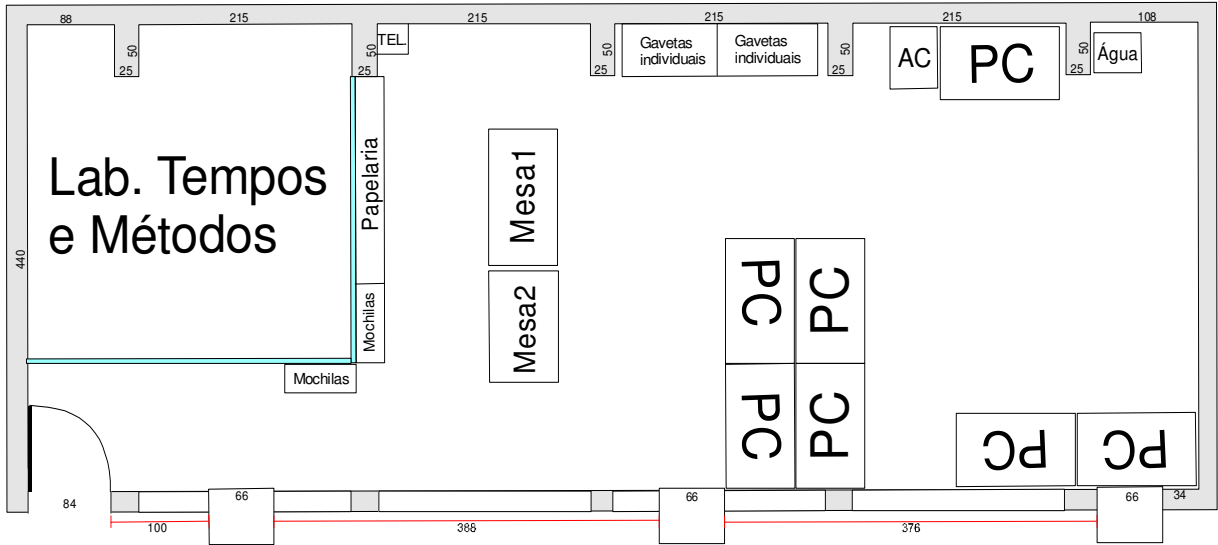 88
215
215
215
108
50
25
TEL.
50
25
50
25
Gavetas
individuais
Gavetas
individuais
50
25
AC
PC
50
25
Água
Lab. Tempos
e Métodos
Papelaria
Mochilas
Mochilas
Mesa1
Mesa2
440
PC
PC
PC
PC
PC
PC
84
66
66
66
34
100
388
376